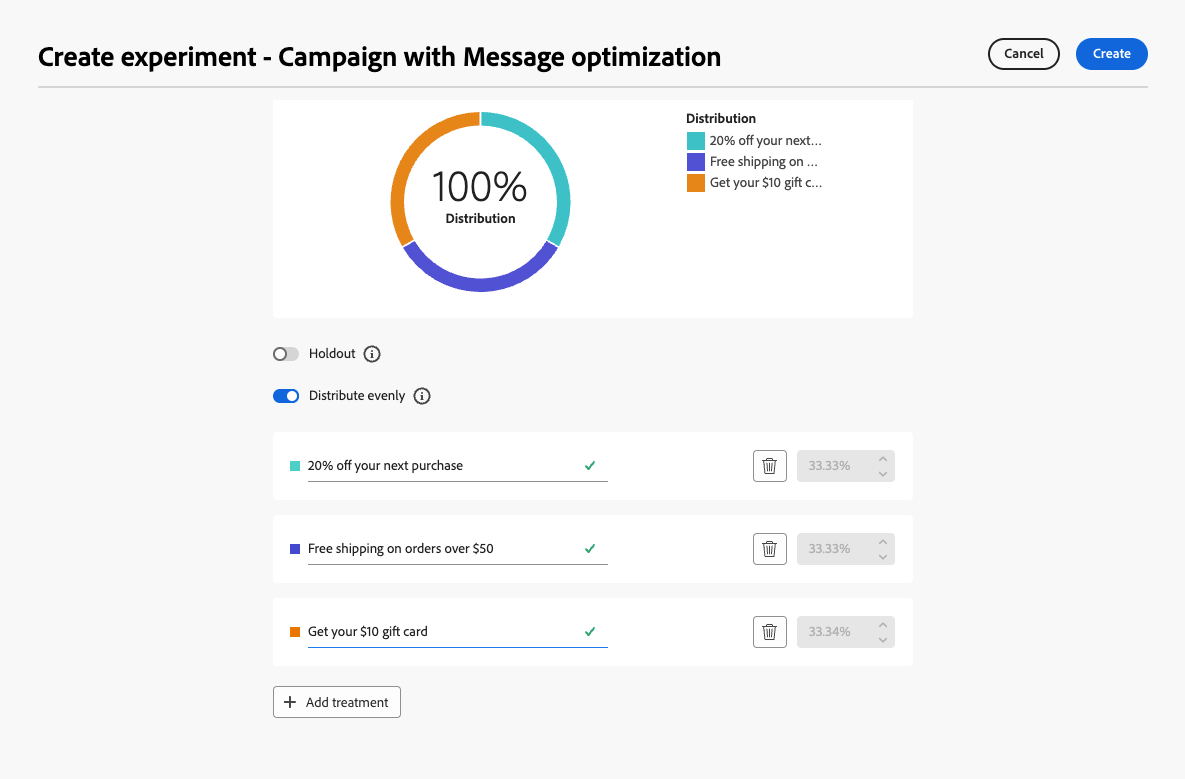 Create experiment - Campaign with Message optimization
Cancel
Create
100%
Distribution
Distribution
20% off your next...
Free shipping on ...
Get your $10 gift c...
Holdout
Distribute evenly
20% off your next purchase
33.33%
Free shipping on orders over $50
33.33%
Get your $10 gift card
33.34%
Add treatment